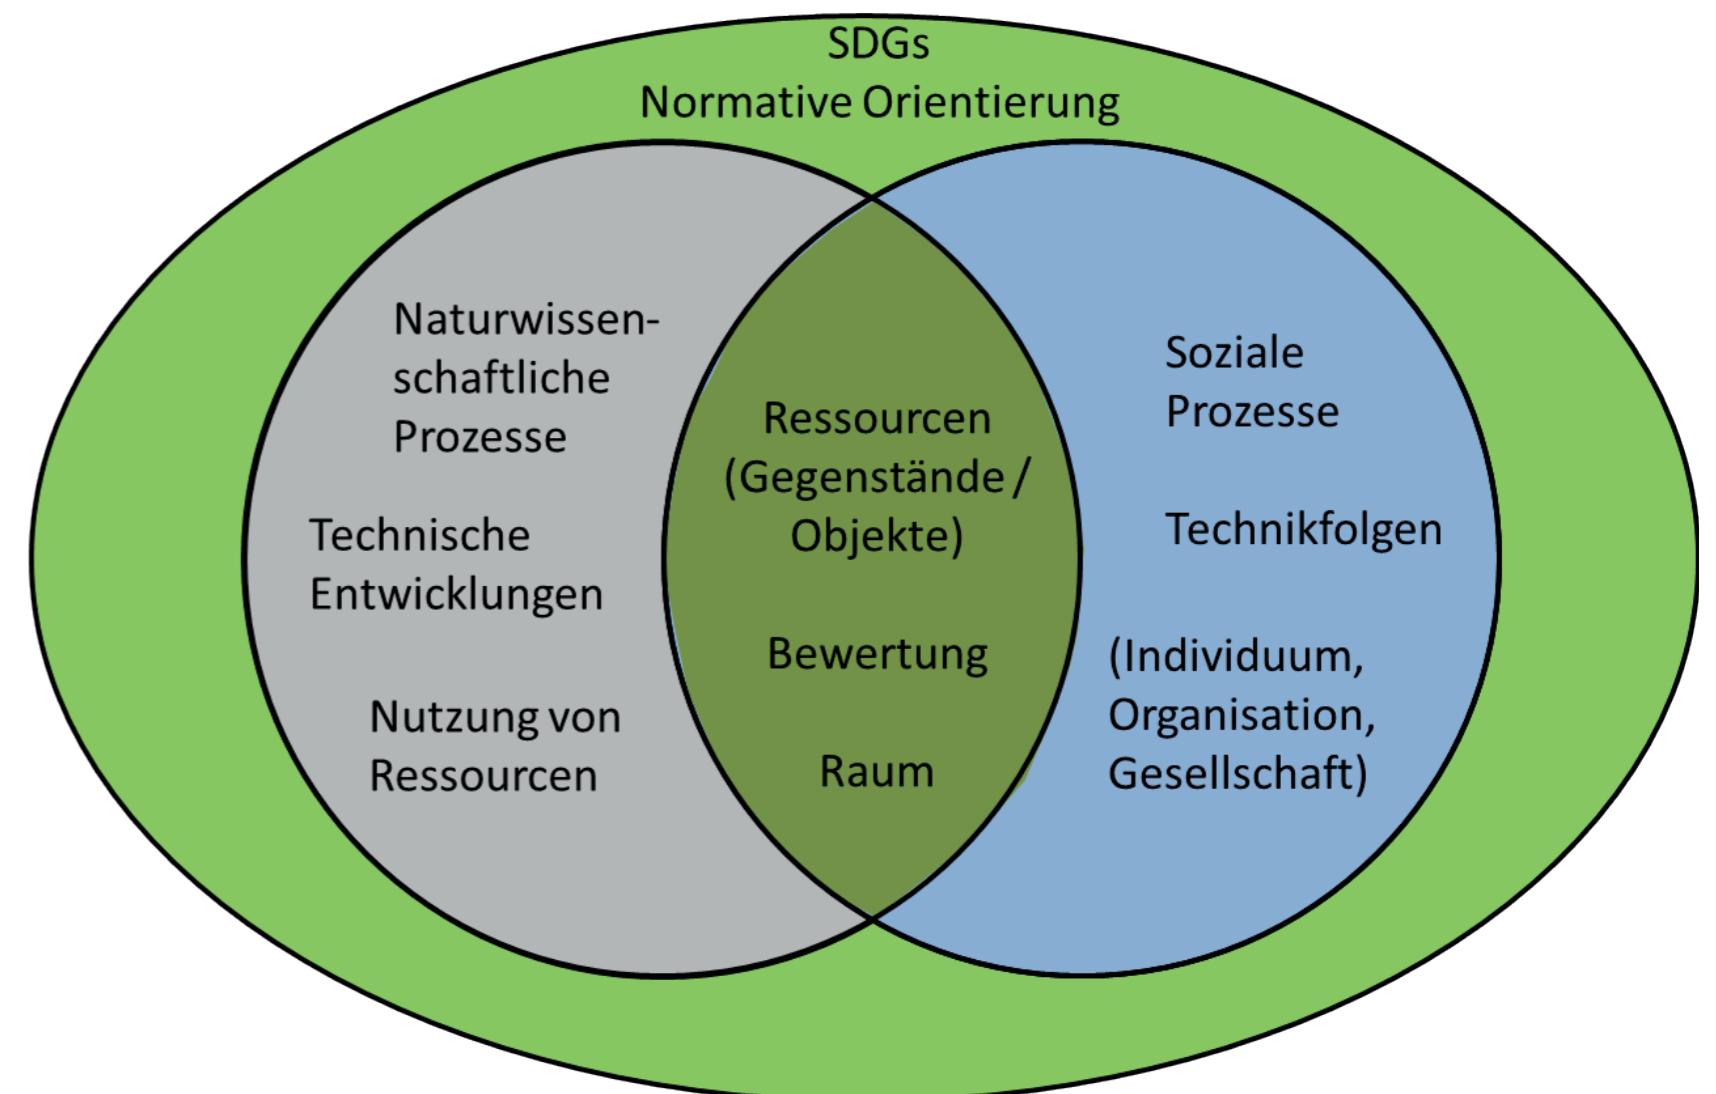 SDGs
Normative Orientierung
Naturwissen-
schaftliche
Prozesse
Technische
Entwicklungen
Nutzung von
Ressourcen
Ressourcen
(Gegenstände /
Objekte)
Bewertung
Raum
Soziale
Prozesse
Technikfolgen
(Individuum,
Organisation,
Gesellschaft)